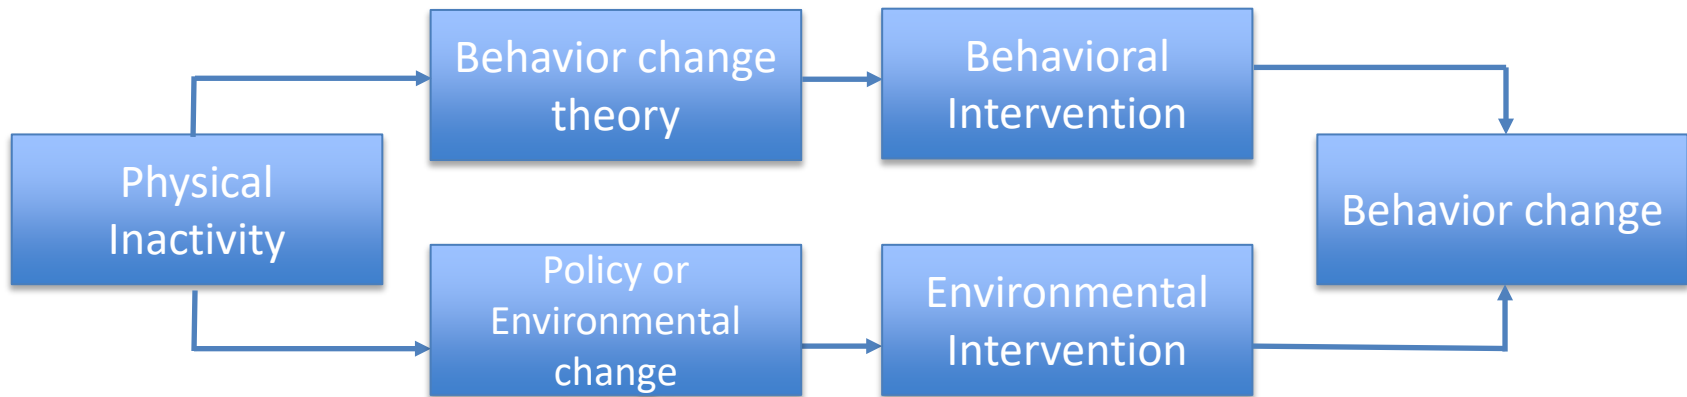 Behavior change
theory
Behavioral
Intervention
Physical
Inactivity
Behavior change
Policy or
Environmental
change
Environmental
Intervention